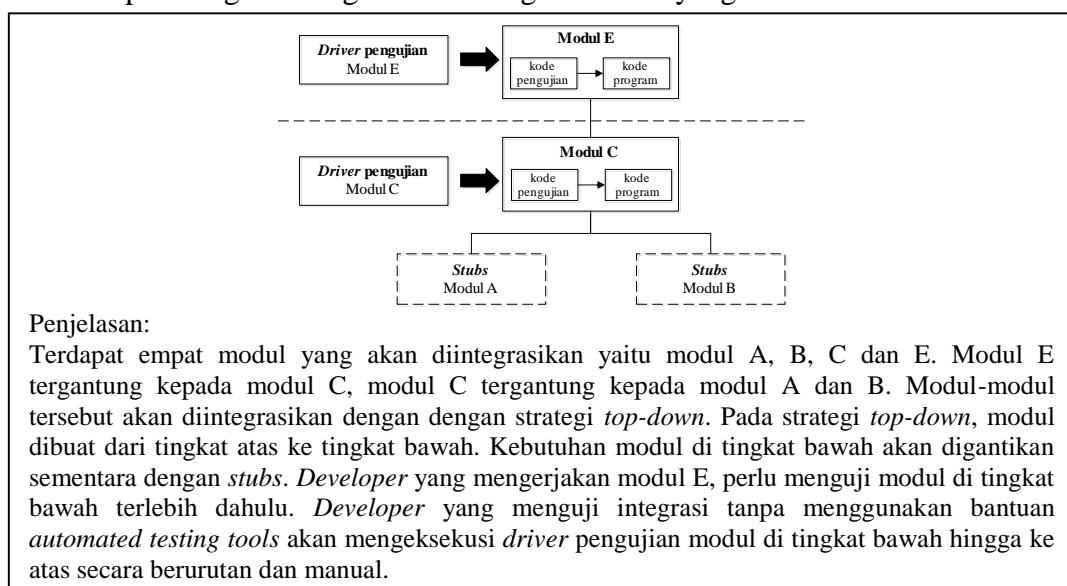 Driver pengujian
Modul E
Modul E
kode
pengujian
kode
program
Driver pengujian
Modul C
Modul C
kode
pengujian
kode
program
Stubs
Modul A
Stubs
Modul B
Penjelasan:
Terdapat empat modul yang akan diintegrasikan yaitu modul A, B, C dan E. Modul E
tergantung kepada modul C, modul C tergantung kepada modul A dan B. Modul-modul
tersebut akan diintegrasikan dengan dengan strategi top-down. Pada strategi top-down, modul
dibuat dari tingkat atas ke tingkat bawah. Kebutuhan modul di tingkat bawah akan digantikan
sementara dengan stubs. Developer yang mengerjakan modul E, perlu menguji modul di tingkat
bawah terlebih dahulu. Developer yang menguji integrasi tanpa menggunakan bantuan
automated testing tools akan mengeksekusi driver pengujian modul di tingkat bawah hingga ke
atas secara berurutan dan manual.